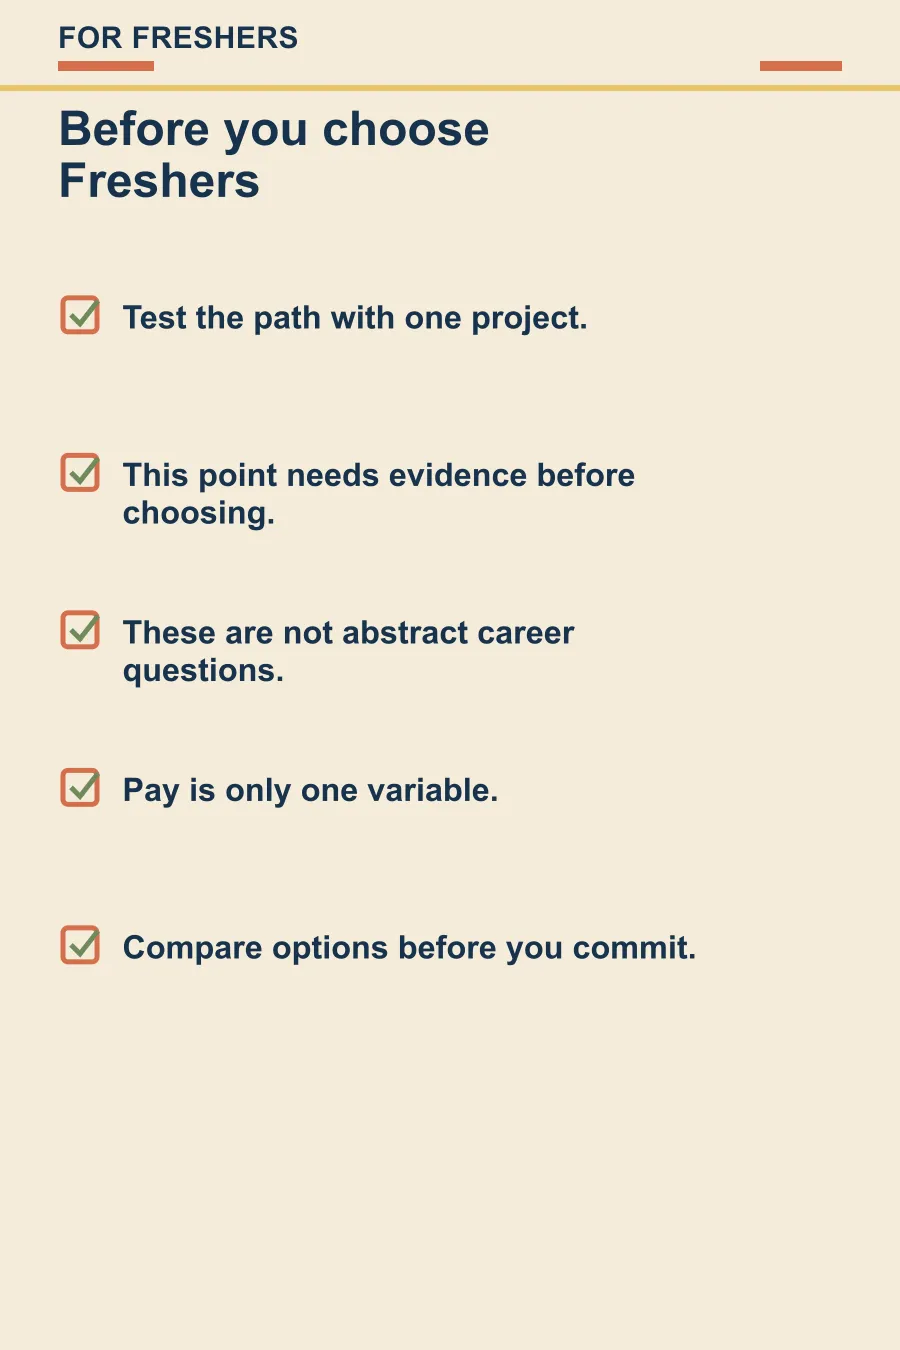 FOR FRESHERS
Before you choose
Freshers
Test the path with one project.
This point needs evidence before
choosing.
These are not abstract career
questions.
Pay is only one variable.
Compare options before you commit.